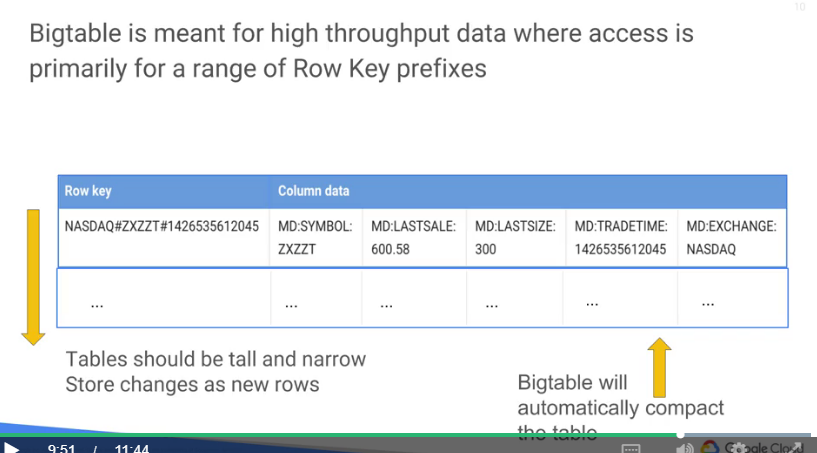 10
Bigtable is meant for high throughput data where access is
primarily for a range of Row Key prefixes
Row key Column data
NASDAQ#ZXZZT#1426535612045 MD:SYMBOL: MD:LASTSALE: MD:LASTSIZE: MD:TRADETIME: MD:EXCHANGE:
ZXZZT 600.58 300 1426535612045 NASDAQ
... ... ... ... ... ...
Tables should be tall and narrow
Store changes as new rows
Bigtable will
automatically compact
the table
9:51 / 11:44
Google Cloud